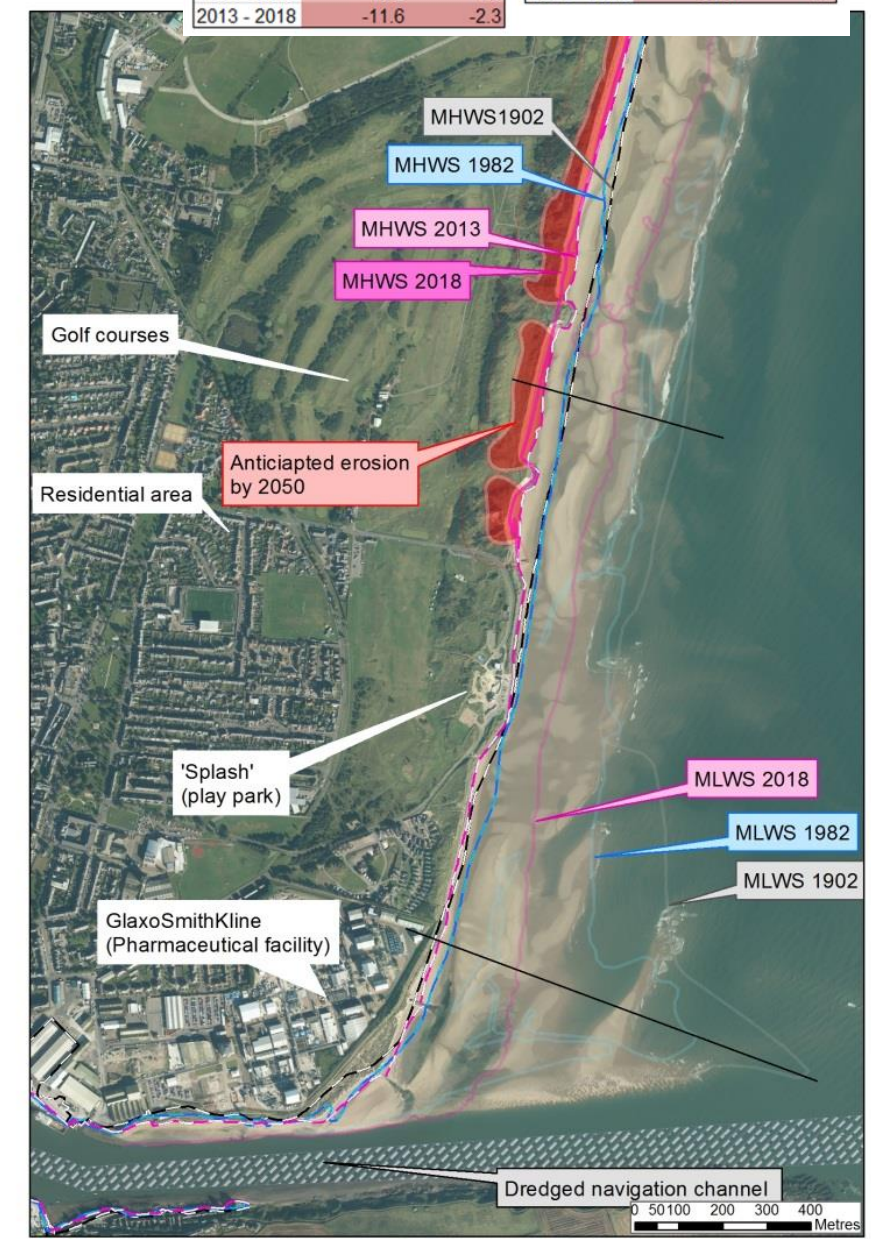 2013 - 2018 -11.6 -2.3
MHWS1902
MHWS 1982
MHWS 2013
MHWS 2018
Golf courses
Anticiapted erosion
by 2050
Residential area
'Splash'
(play park)
MLWS 2018
MLWS 1982
MLWS 1902
GlaxoSmithKline
(Pharmaceutical facility)
Dredged navigation channel
0 50100 200 300 400
Metres